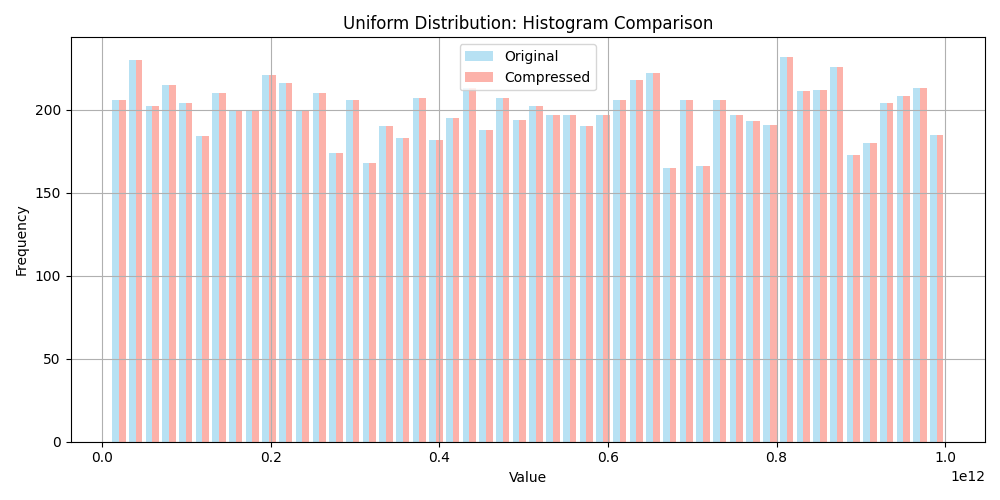 Uniform Distribution: Histogram Comparison
Original
Compressed
Frequency
200
150
100
50
0
0.0 0.2 0.4 0.6 0.8 1.0
1e12
Value